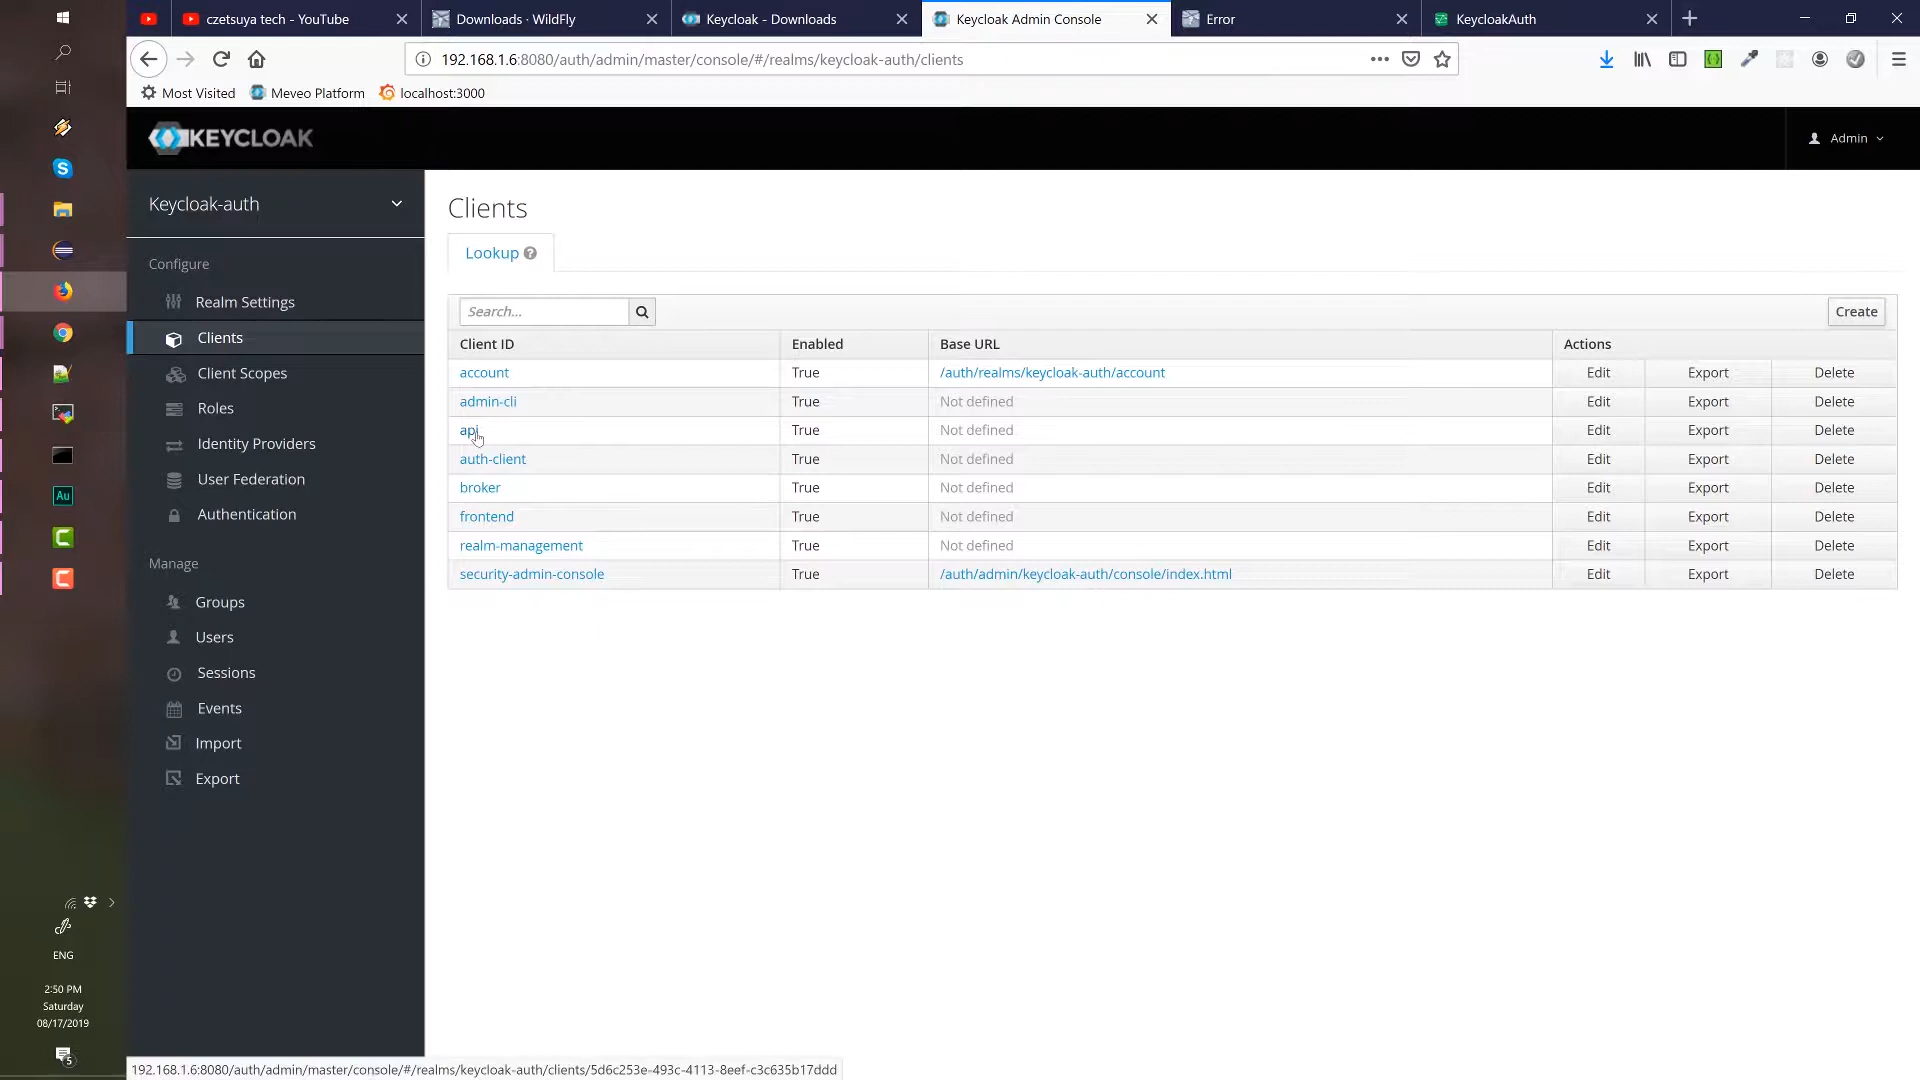 czetsuya tech - YouTube
Downloads · WildFly
Keycloak - Downloads
Keycloak Admin Console
Error
KeycloakAuth
192.168.1.6:8080/auth/admin/master/console/#/realms/keycloak-auth/clients
Most Visited
Meveo Platform
localhost:3000
KEYCLOAK
Admin
Keycloak-auth
Configure
Realm Settings
Clients
Client Scopes
Roles
Identity Providers
User Federation
Authentication
Manage
Groups
Users
Sessions
Events
Import
Export
Clients
Lookup
Search...
Create
Client ID Enabled Base URL Actions
account True /auth/realms/keycloak-auth/account Edit Export Delete
admin-cli True Not defined Edit Export Delete
api True Not defined Edit Export Delete
auth-client True Not defined Edit Export Delete
broker True Not defined Edit Export Delete
frontend True Not defined Edit Export Delete
realm-management True Not defined Edit Export Delete
security-admin-console True /auth/admin/keycloak-auth/console/index.html Edit Export Delete
S
Au
C
C
ENG
2:50 PM
Saturday
08/17/2019
5
192.168.1.6:8080/auth/admin/master/console/#/realms/keycloak-auth/clients/5d6c253e-493c-4113-8eef-c3c635b17ddd